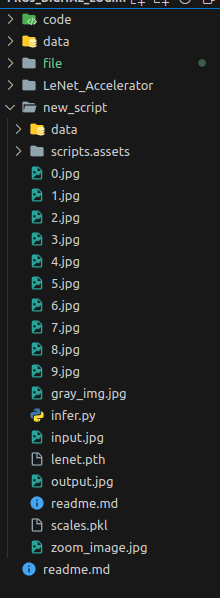 code
data
file
LeNet_Accelerator
new_script
data
scripts.assets
0.jpg
1.jpg
2.jpg
3.jpg
4.jpg
5.jpg
6.jpg
7.jpg
8.jpg
9.jpg
gray_img.jpg
infer.py
input.jpg
lenet.pth
output.jpg
readme.md
scales.pkl
zoom_image.jpg
readme.md